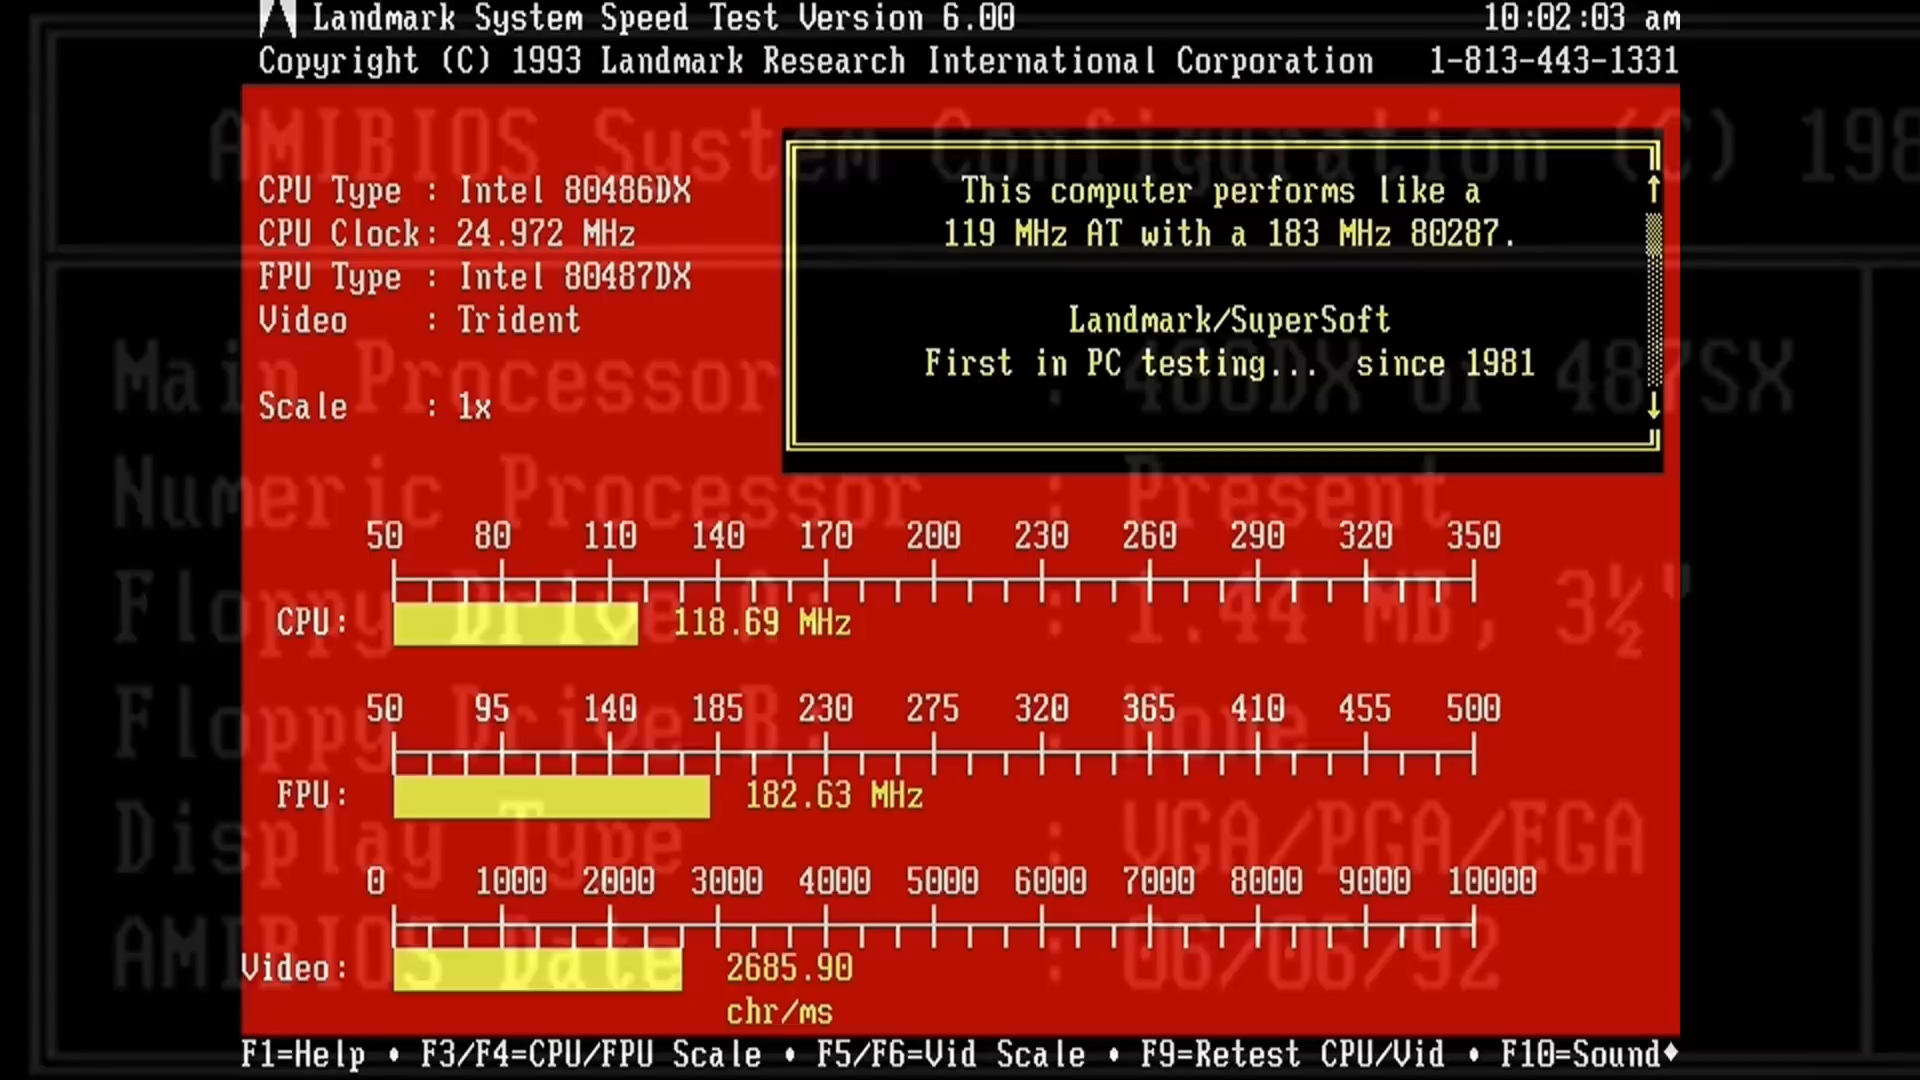 Landmark System Speed Test Version 6.00 10:02:03 am
Copyright (C) 1993 Landmark Research International Corporation 1-813-443-1331
AMIBIOS System Configuration (C) 198
CPU Type : Intel 80486DX
CPU Clock: 24.972 MHz
FPU Type : Intel 80487DX
Video : Trident
Scale : 1x
This computer performs like a
119 MHz AT with a 183 MHz 80287.
Landmark/SuperSoft
First in PC testing... since 1981
Main Processor : 486DX or 487SX
Numeric Processor : Present
50 80 110 140 170 200 230 260 290 320 350
CPU: 118.69 MHz
Floppy Drive A: : 1.44 MB, 3½"
50 95 140 185 230 275 320 365 410 455 500
Floppy Drive B: : None
FPU: 182.63 MHz
Display Type : VGA/PGA/EGA
0 1000 2000 3000 4000 5000 6000 7000 8000 9000 10000
Video: 2685.90
chr/ms
AMIBIOS Date : 06/06/92
F1=Help • F3/F4=CPU/FPU Scale • F5/F6=Vid Scale • F9=Retest CPU/Vid • F10=Sound♦